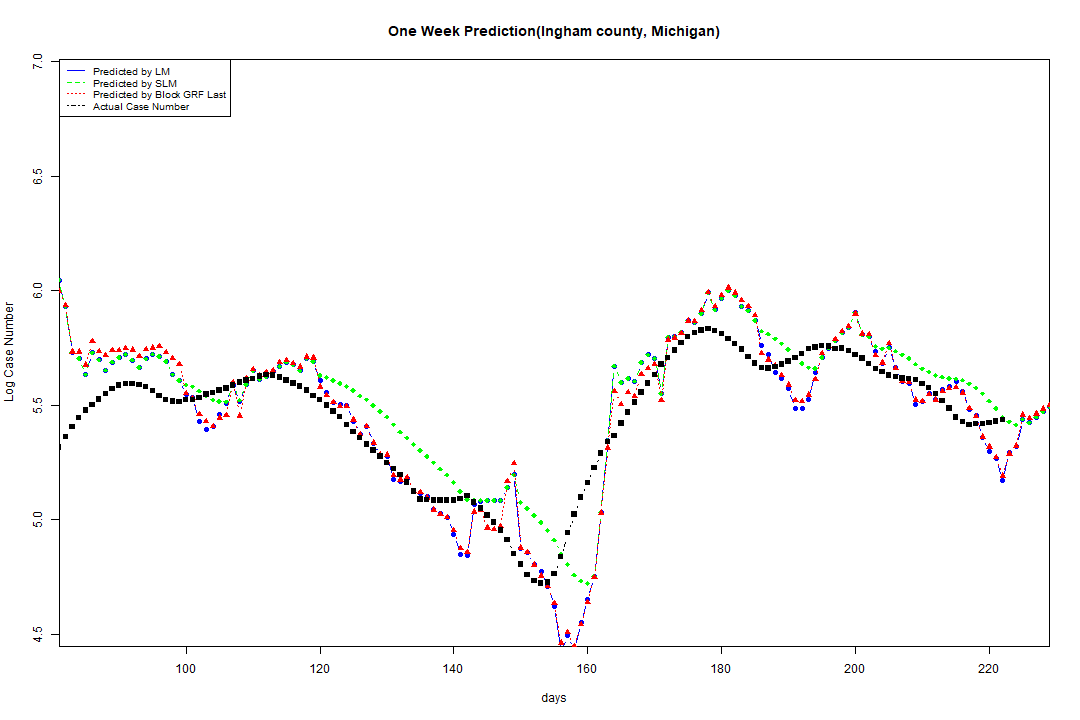 One Week Prediction(Ingham county, Michigan)
7.0
6.5
6.0
5.5
5.0
4.5
Log Case Number
Predicted by LM
Predicted by SLM
Predicted by Block GRF Last
Actual Case Number
100 120 140 160 180 200 220
days